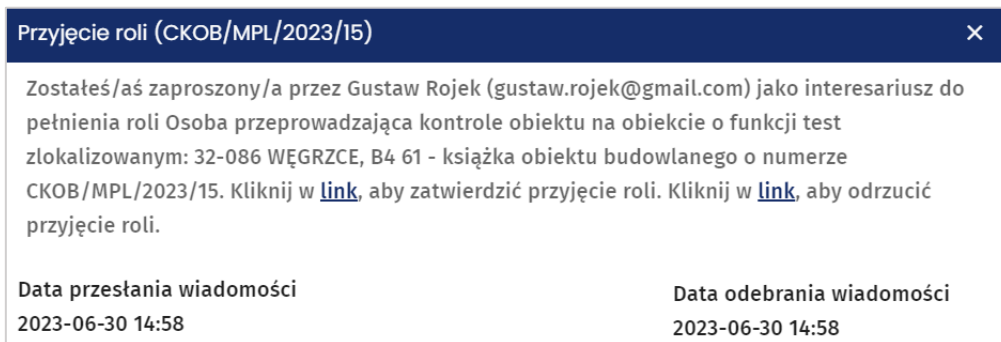 Przyjęcie roli (CKOB/MPL/2023/15)
Zostałeś/aś zaproszony/a przez Gustaw Rojek (gustaw.rojek@gmail.com) jako interesariusz do
pełnienia roli Osoba przeprowadzająca kontrole obiektu na obiekcie o funkcji test
zlokalizowanym: 32-086 WĘGRZCE, B4 61 - książka obiektu budowlanego o numerze
CKOB/MPL/2023/15. Kliknij w link, aby zatwierdzić przyjęcie roli. Kliknij w link, aby odrzucić
przyjęcie roli.
Data przesłania wiadomości
2023-06-30 14:58
Data odebrania wiadomości
2023-06-30 14:58